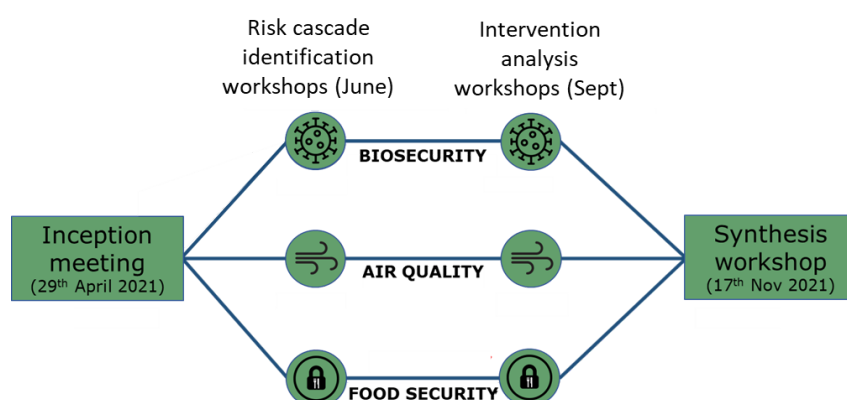 Risk cascade
identification
workshops (June)
Intervention
analysis
workshops (Sept)
BIOSECURITY
Inception
meeting
(29th April 2021)
AIR QUALITY
Synthesis
workshop
(17th Nov 2021)
FOOD SECURITY